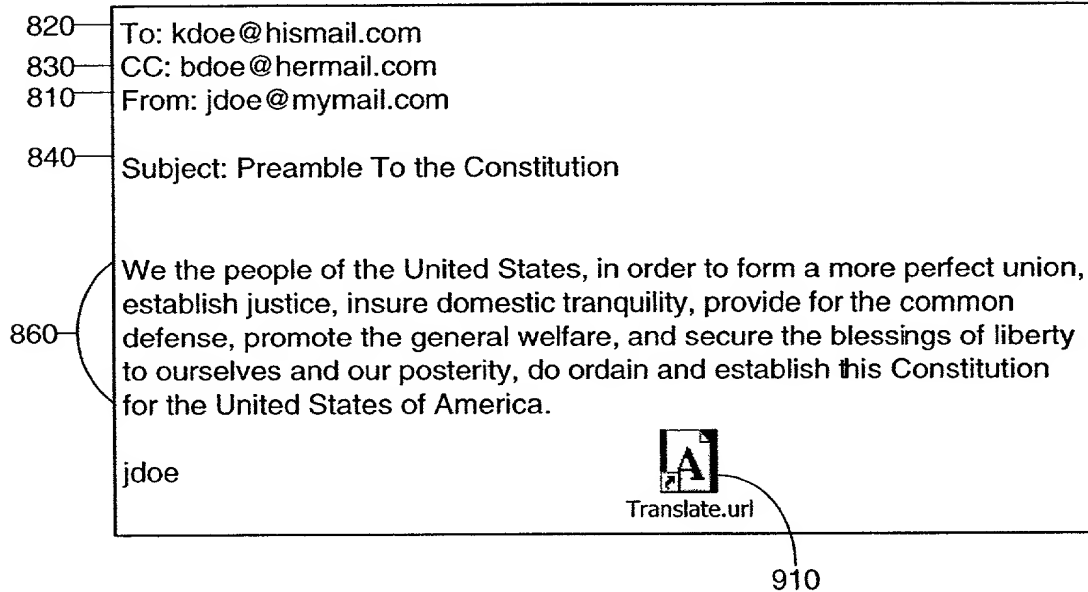 820 To: kdoe@hismail.com
830 CC: bdoe@hermail.com
810 From: jdoe@mymail.com
840 Subject: Preamble To the Constitution
We the people of the United States, in order to form a more perfect union,
establish justice, insure domestic tranquility, provide for the common
860 defense, promote the general welfare, and secure the blessings of liberty
to ourselves and our posterity, do ordain and establish this Constitution
for the United States of America.
jdoe
A
Translate.url
910